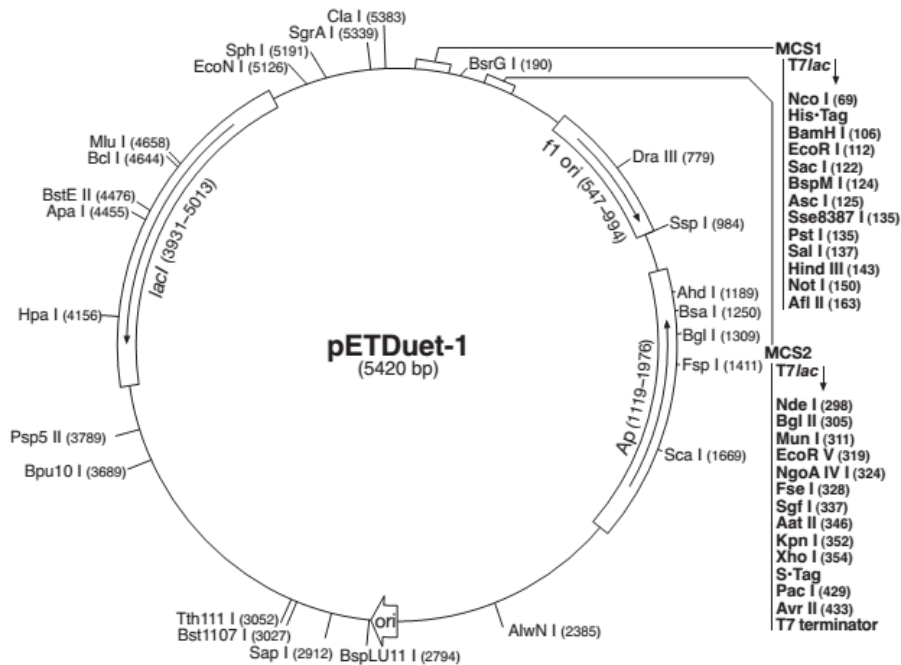 Cla I (5383)
SgrA I (5339)
Sph I (5191)
EcoN I (5126)
Mlu I (4658)
Bcl I (4644)
BstE II (4476)
Apa I (4455)
Hpa I (4156)
Psp5 II (3789)
Bpu10 I (3689)
Tth111 I (3052)
Bst1107 I (3027)
Sap I (2912)
BspLU11 I (2794)
AlwN I (2385)
BsrG I (190)
Dra III (779)
Ssp I (984)
Ahd I (1189)
Bsa I (1250)
Bgl I (1309)
Fsp I (1411)
Sca I (1669)
lacI (3931–5013)
f1 ori (547–994)
Ap (1119–1976)
ori
pETDuet-1
(5420 bp)
MCS1
T7lac
Nco I (69)
His•Tag
BamH I (106)
EcoR I (112)
Sac I (122)
BspM I (124)
Asc I (125)
Sse8387 I (135)
Pst I (135)
Sal I (137)
Hind III (143)
Not I (150)
Afl II (163)
MCS2
T7lac
Nde I (298)
Bgl II (305)
Mun I (311)
EcoR V (319)
NgoA IV I (324)
Fse I (328)
Sgf I (337)
Aat II (346)
Kpn I (352)
Xho I (354)
S•Tag
Pac I (429)
Avr II (433)
T7 terminator